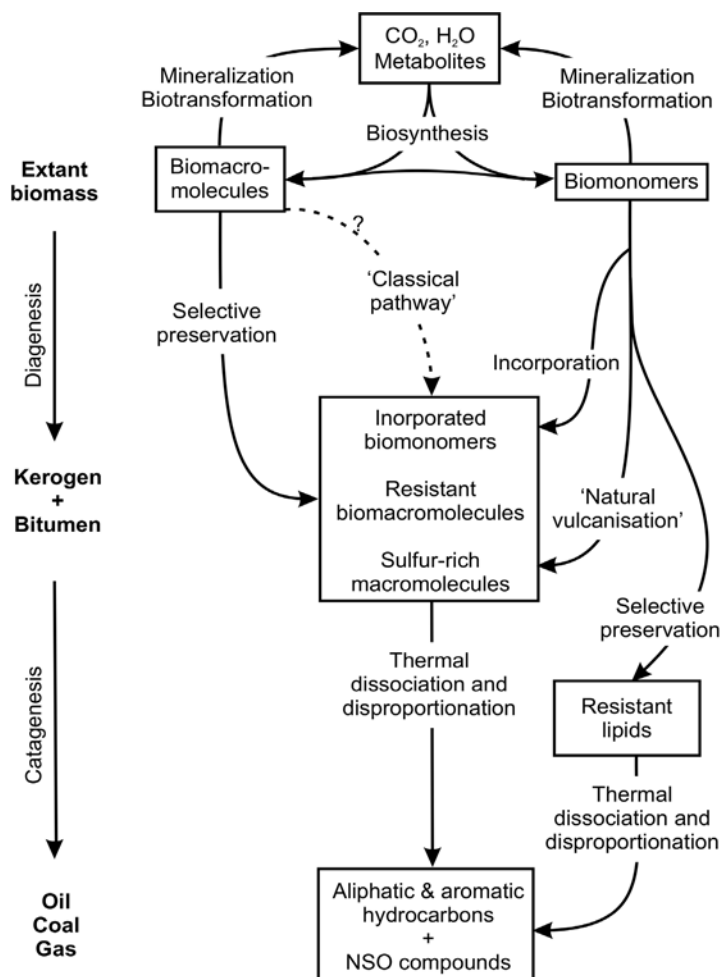 CO₂, H₂O
Metabolites
Mineralization
Biotransformation
Mineralization
Biotransformation
Biosynthesis
Extant
biomass
Biomacro-
molecules
Biomonomers
?
'Classical
pathway'
Diagenesis
Selective
preservation
Incorporation
Inorporated
biomonomers
Kerogen
+
Bitumen
Resistant
biomacromolecules
'Natural
vulcanisation'
Sulfur-rich
macromolecules
Selective
preservation
Catagenesis
Thermal
dissociation and
disproportionation
Resistant
lipids
Thermal
dissociation and
disproportionation
Oil
Coal
Gas
Aliphatic & aromatic
hydrocarbons
+
NSO compounds